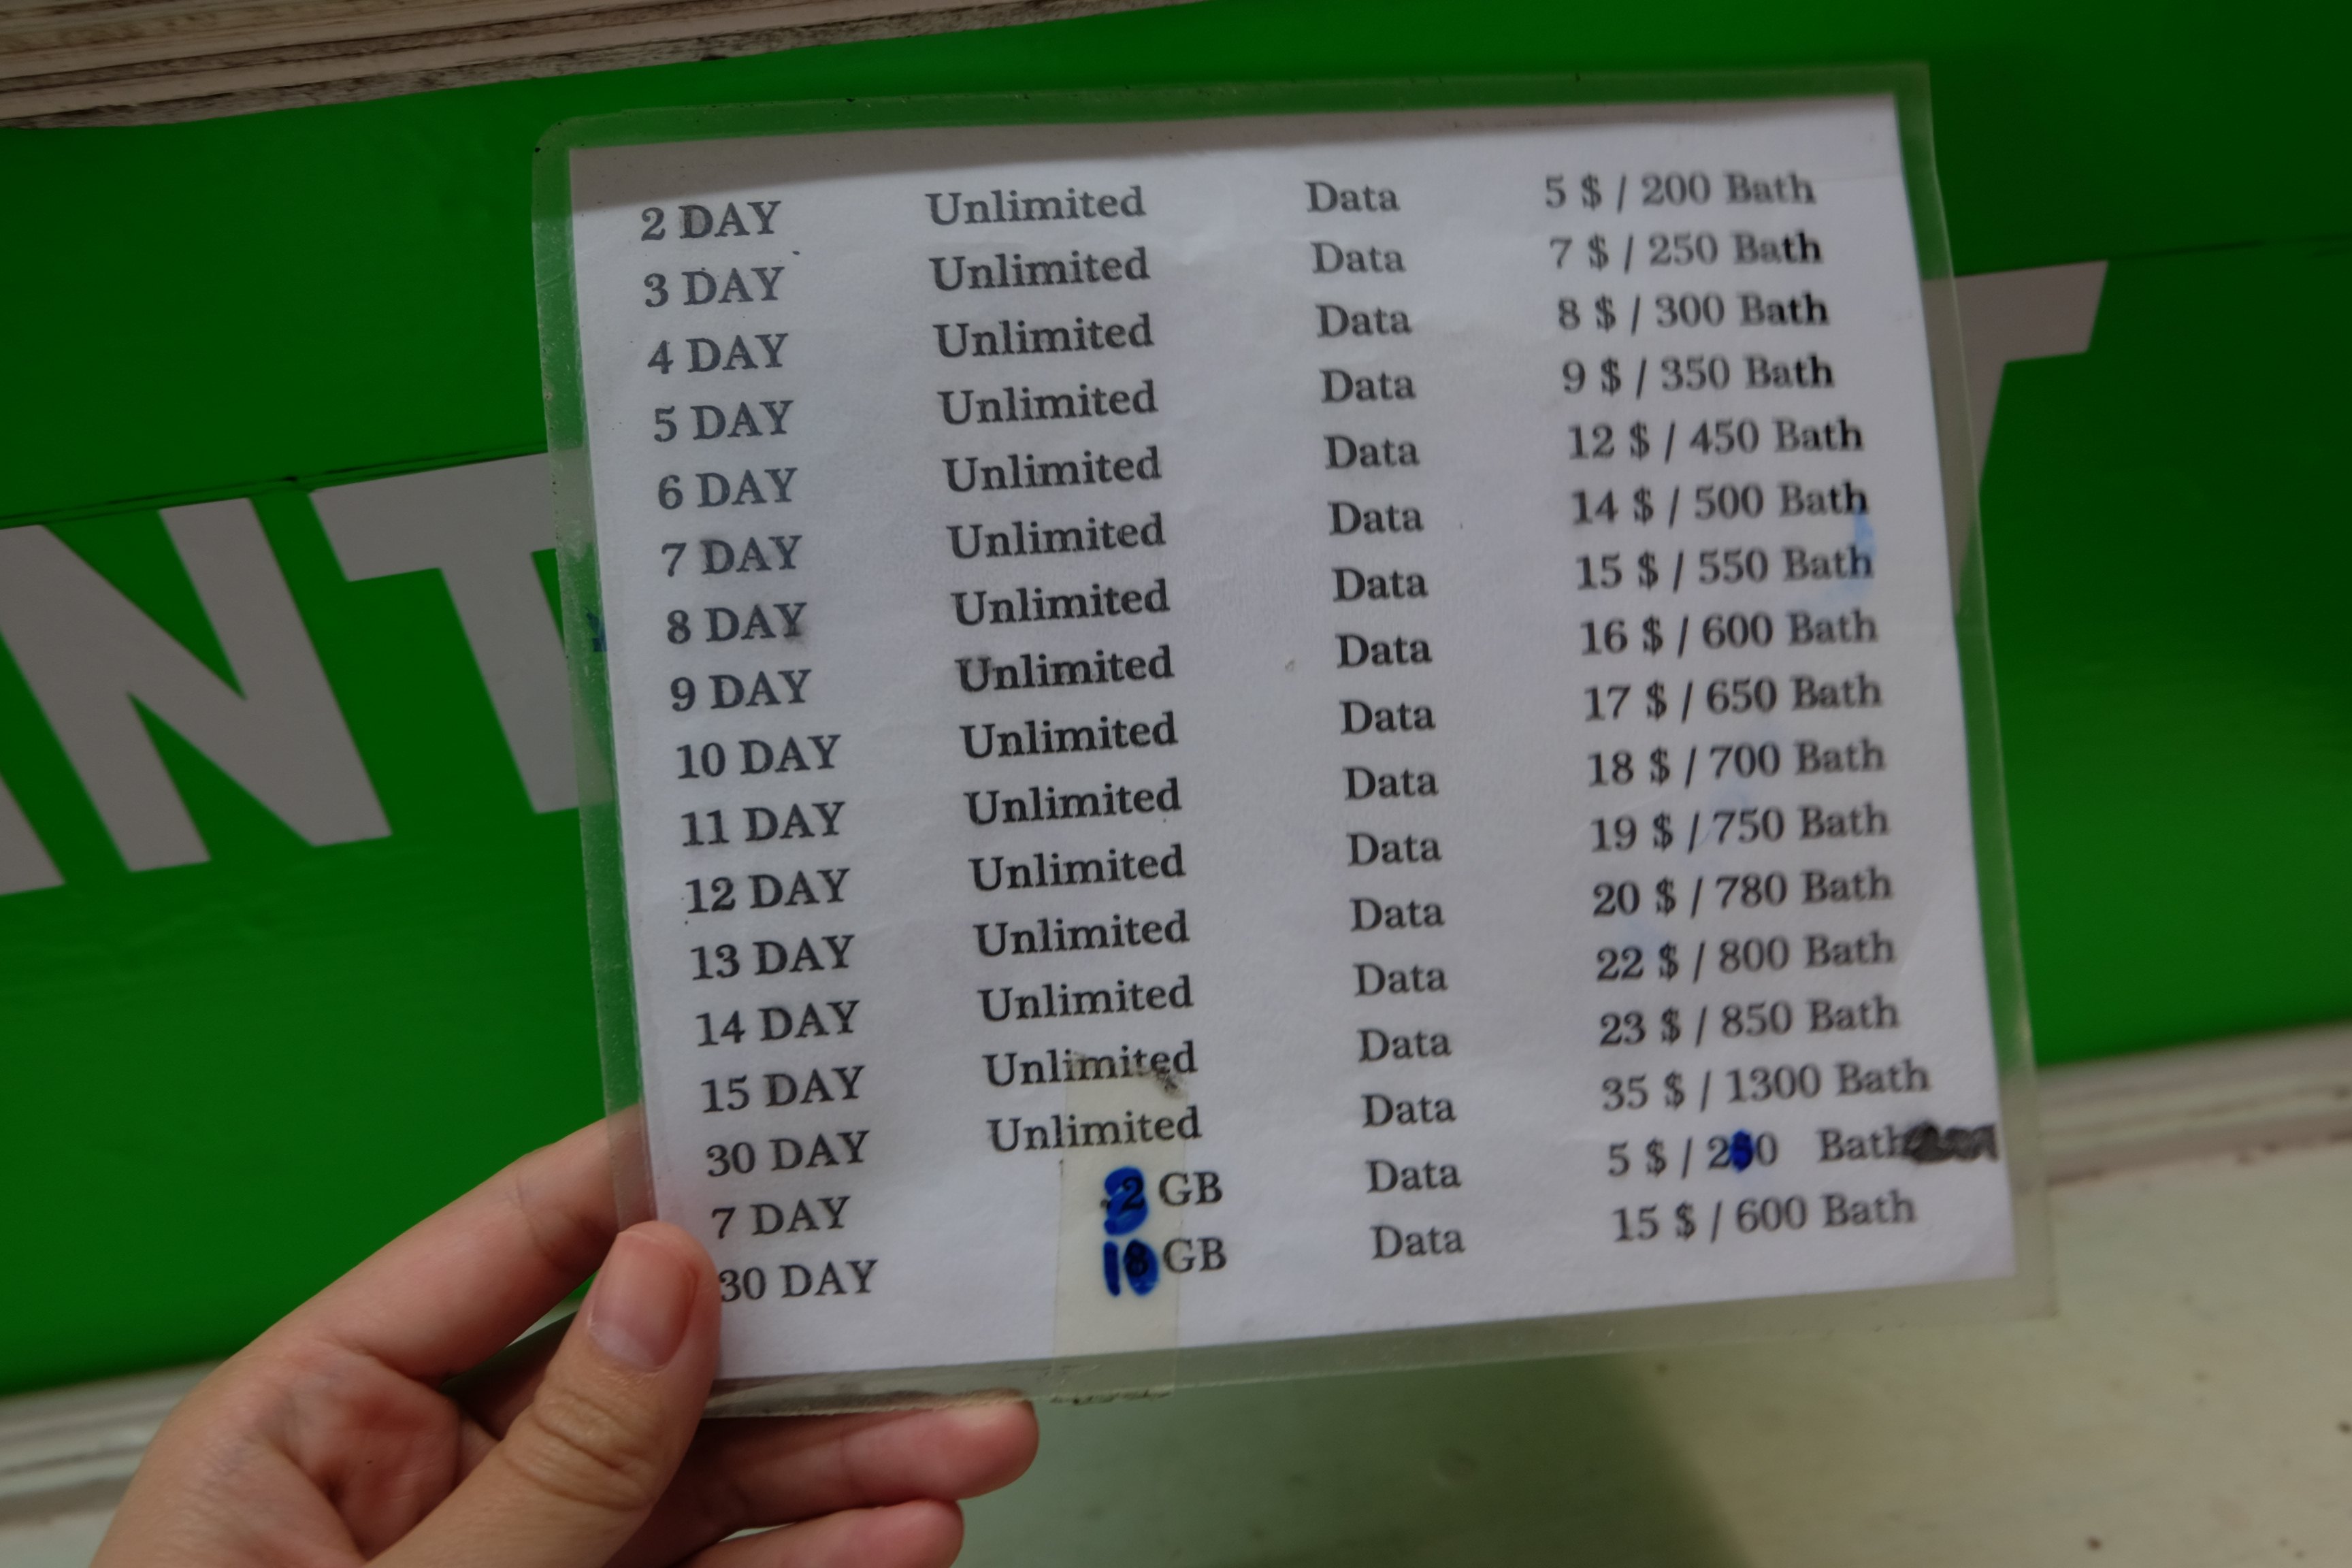 2 DAY Unlimited Data 5 $ / 200 Bath
3 DAY Unlimited Data 7 $ / 250 Bath
4 DAY Unlimited Data 8 $ / 300 Bath
5 DAY Unlimited Data 9 $ / 350 Bath
6 DAY Unlimited Data 12 $ / 450 Bath
7 DAY Unlimited Data 14 $ / 500 Bath
8 DAY Unlimited Data 15 $ / 550 Bath
9 DAY Unlimited Data 16 $ / 600 Bath
10 DAY Unlimited Data 17 $ / 650 Bath
11 DAY Unlimited Data 18 $ / 700 Bath
12 DAY Unlimited Data 19 $ / 750 Bath
13 DAY Unlimited Data 20 $ / 780 Bath
14 DAY Unlimited Data 22 $ / 800 Bath
15 DAY Unlimited Data 23 $ / 850 Bath
30 DAY Unlimited Data 35 $ / 1300 Bath
7 DAY GB Data 5 $ / Bath
30 DAY GB Data 15 $ / 600 Bath